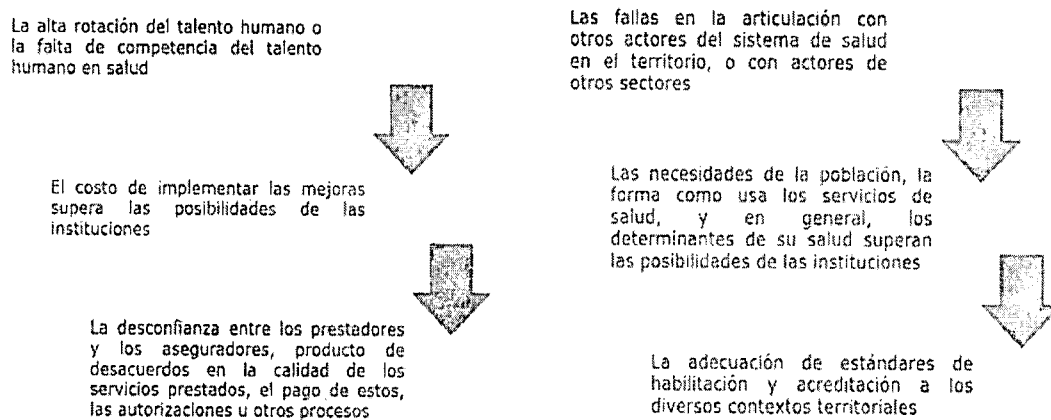 La alta rotación del talento humano o
la falta de competencia del talento
humano en salud
El costo de implementar las mejoras
supera las posibilidades de las
instituciones
La desconfianza entre los prestadores
y los aseguradores, producto de
desacuerdos en la calidad de los
servicios prestados, el pago de estos,
las autorizaciones u otros procesos
Las fallas en la articulación con
otros actores del sistema de salud
en el territorio, o con actores de
otros sectores
Las necesidades de la población, la
forma como usa los servicios de
salud, y en general, los
determinantes de su salud superan
las posibilidades de las instituciones
La adecuación de estándares de
habilitación y acreditación a los
diversos contextos territoriales